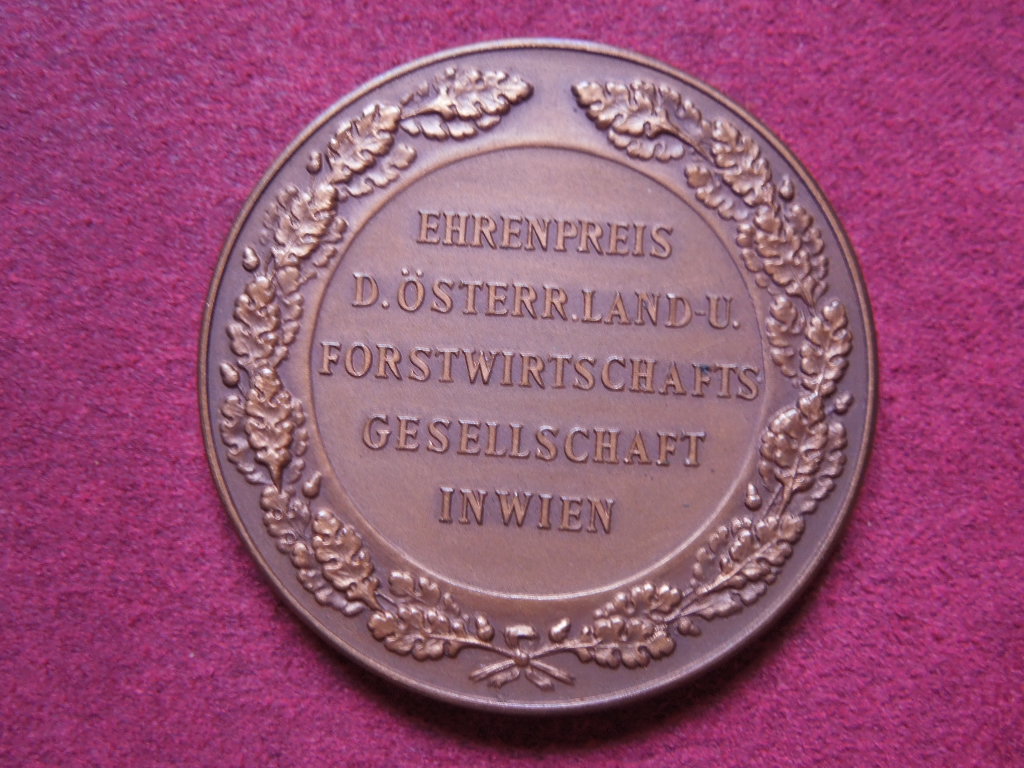 EHRENPREIS
D. ÖSTERR. LAND-U.
FORSTWIRTSCHAFTS
GESELLSCHAFT
IN WIEN